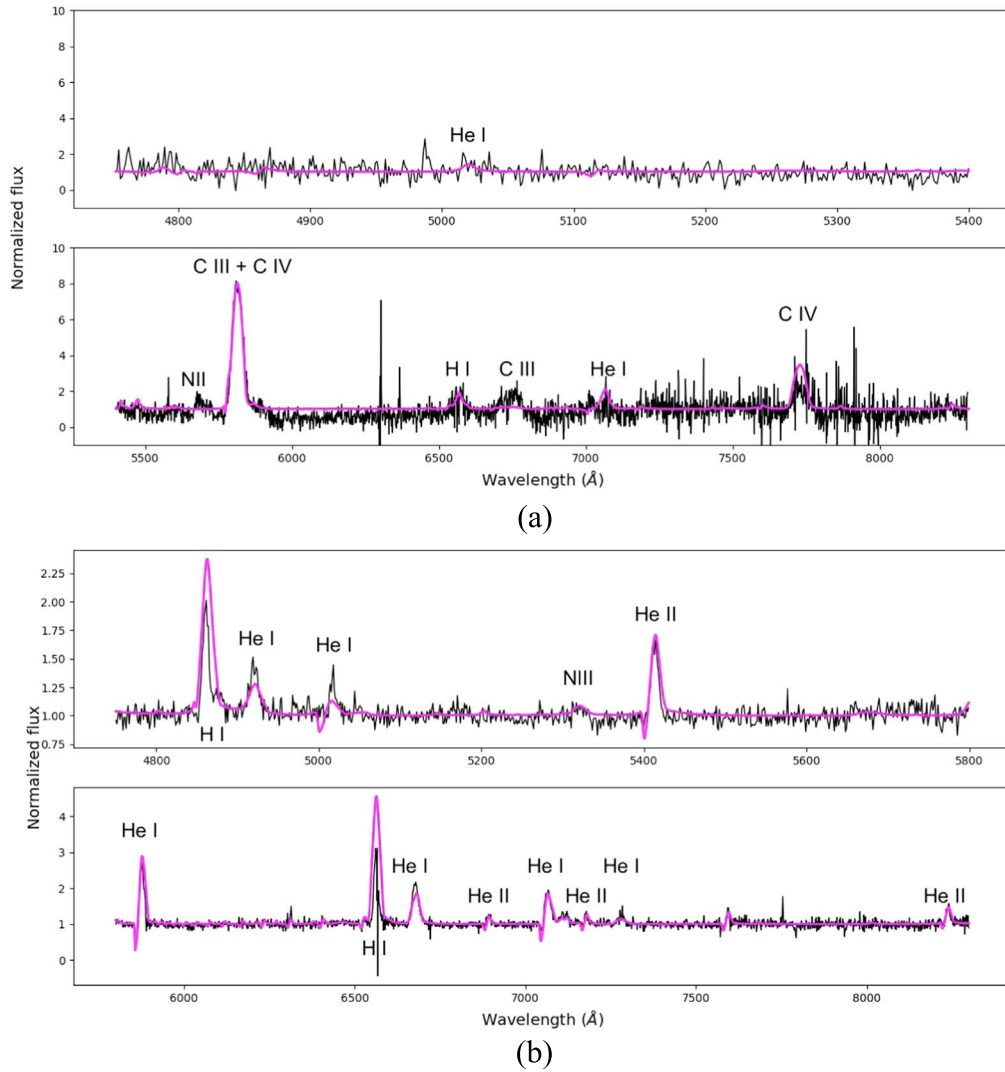 10
8
6
4
2
0
He I
4800 4900 5000 5100 5200 5300 5400
Normalized flux
10
8
6
4
2
0
C III + C IV
NII
H I
C III
He I
C IV
5500 6000 6500 7000 7500 8000
Wavelength (Å)
(a)
2.25
2.00
1.75
1.50
1.25
1.00
0.75
H I
He I
He I
NIII
He II
4800 5000 5200 5400 5600 5800
Normalized flux
4
3
2
1
0
He I
H I
He I
He II
He I
He II
He I
He II
6000 6500 7000 7500 8000
Wavelength (Å)
(b)